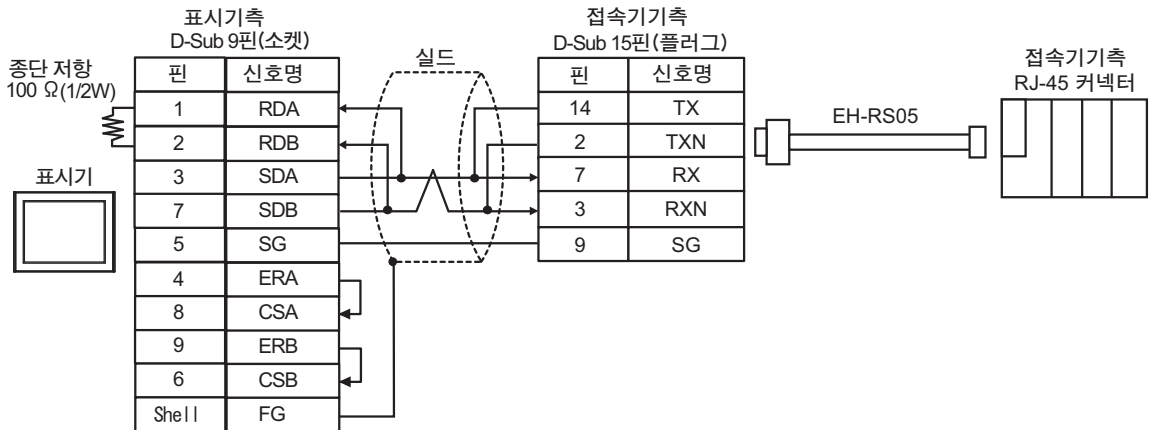 표시기측
D-Sub 9핀(소켓)
종단 저항
100 Ω(1/2W)
핀 신호명
1 RDA
2 RDB
3 SDA
7 SDB
5 SG
4 ERA
8 CSA
9 ERB
6 CSB
Shell FG
표시기
실드
접속기기측
D-Sub 15핀(플러그)
핀 신호명
14 TX
2 TXN
7 RX
3 RXN
9 SG
EH-RS05
접속기기측
RJ-45 커넥터